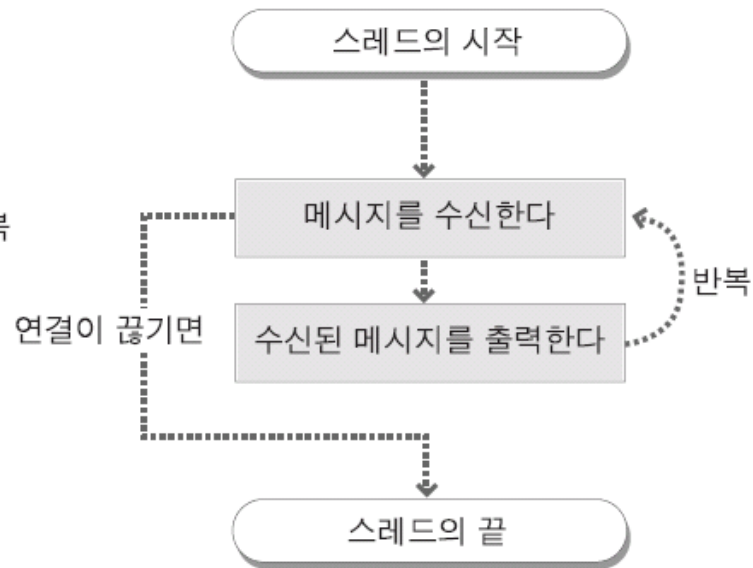 스레드의 시작
메시지를 수신한다
반복
연결이 끊기면
수신된 메시지를 출력한다
스레드의 끝